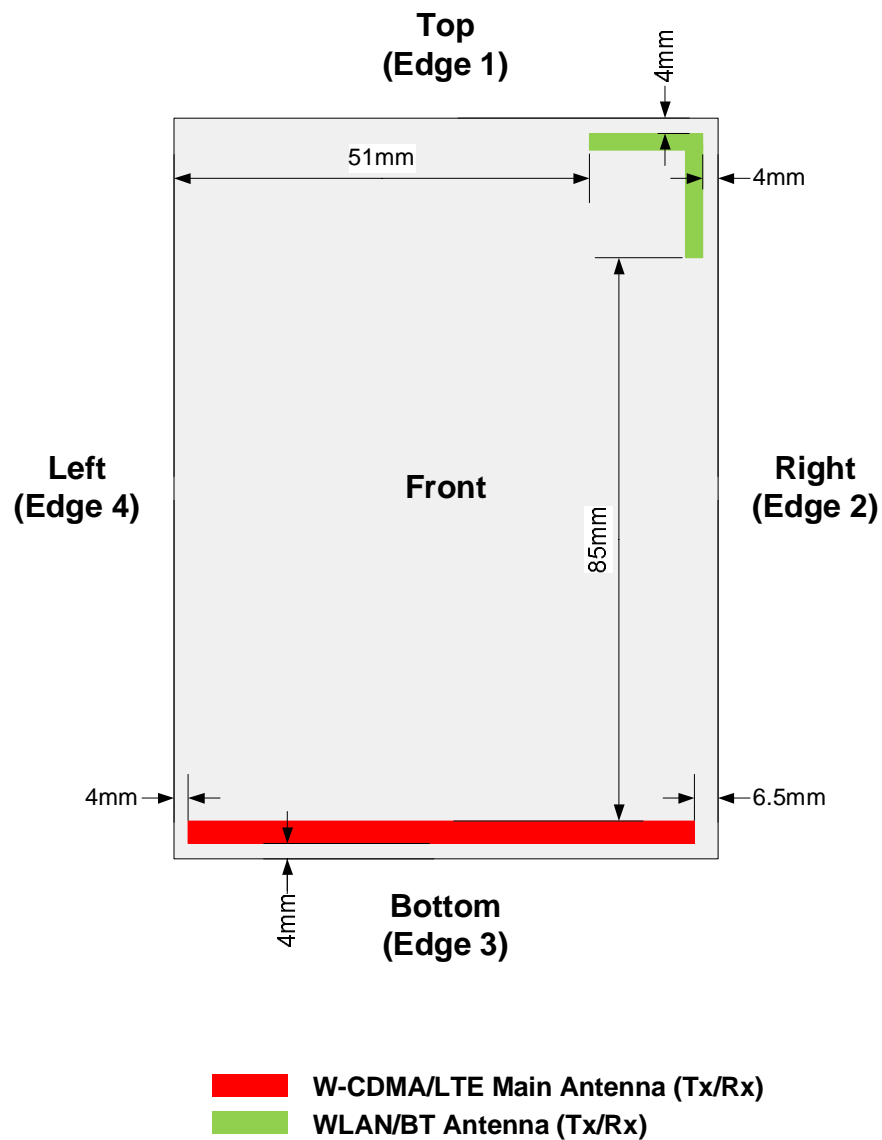 Top
(Edge 1)
4mm
51mm
4mm
Left
(Edge 4)
Front
Right
(Edge 2)
85mm
4mm
6.5mm
4mm
Bottom
(Edge 3)
W-CDMA/LTE Main Antenna (Tx/Rx)
WLAN/BT Antenna (Tx/Rx)